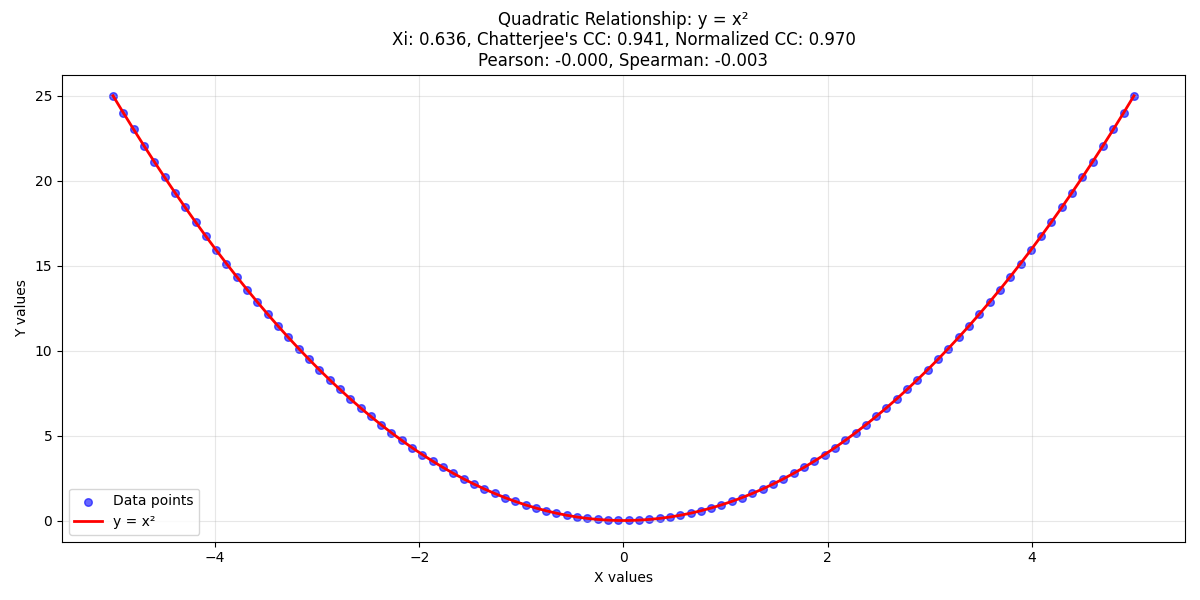 Quadratic Relationship: y = x²
Xi: 0.636, Chatterjee's CC: 0.941, Normalized CC: 0.970
Pearson: -0.000, Spearman: -0.003
25
20
15
10
5
0
Y values
Data points
y = x²
−4 −2 0 2 4
X values